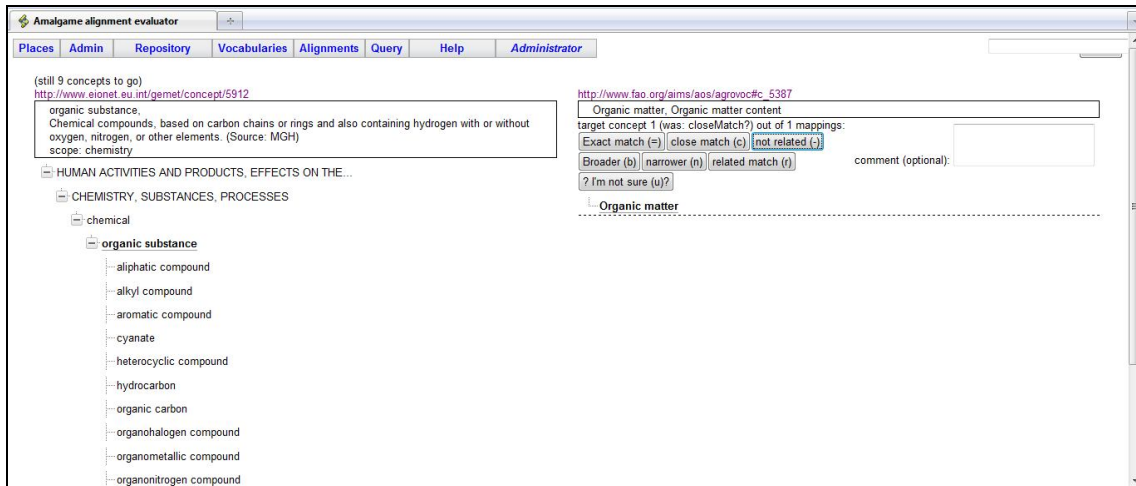 Amalgame alignment evaluator
Places Admin Repository Vocabularies Alignments Query Help Administrator
(still 9 concepts to go)
http://www.eionet.eu.int/gemet/concept/5912
organic substance,
Chemical compounds, based on carbon chains or rings and also containing hydrogen with or without
oxygen, nitrogen, or other elements. (Source: MGH)
scope: chemistry
HUMAN ACTIVITIES AND PRODUCTS, EFFECTS ON THE...
CHEMISTRY, SUBSTANCES, PROCESSES
chemical
organic substance
aliphatic compound
alkyl compound
aromatic compound
cyanate
heterocyclic compound
hydrocarbon
organic carbon
organohalogen compound
organometallic compound
organonitrogen compound
http://www.fao.org/aims/aos/agrovoc#c_5387
Organic matter, Organic matter content
target concept 1 (was: closeMatch?) out of 1 mappings:
Exact match (=) close match (c) not related (-)
Broader (b) narrower (n) related match (r)
comment (optional):
? I'm not sure (u)?
Organic matter